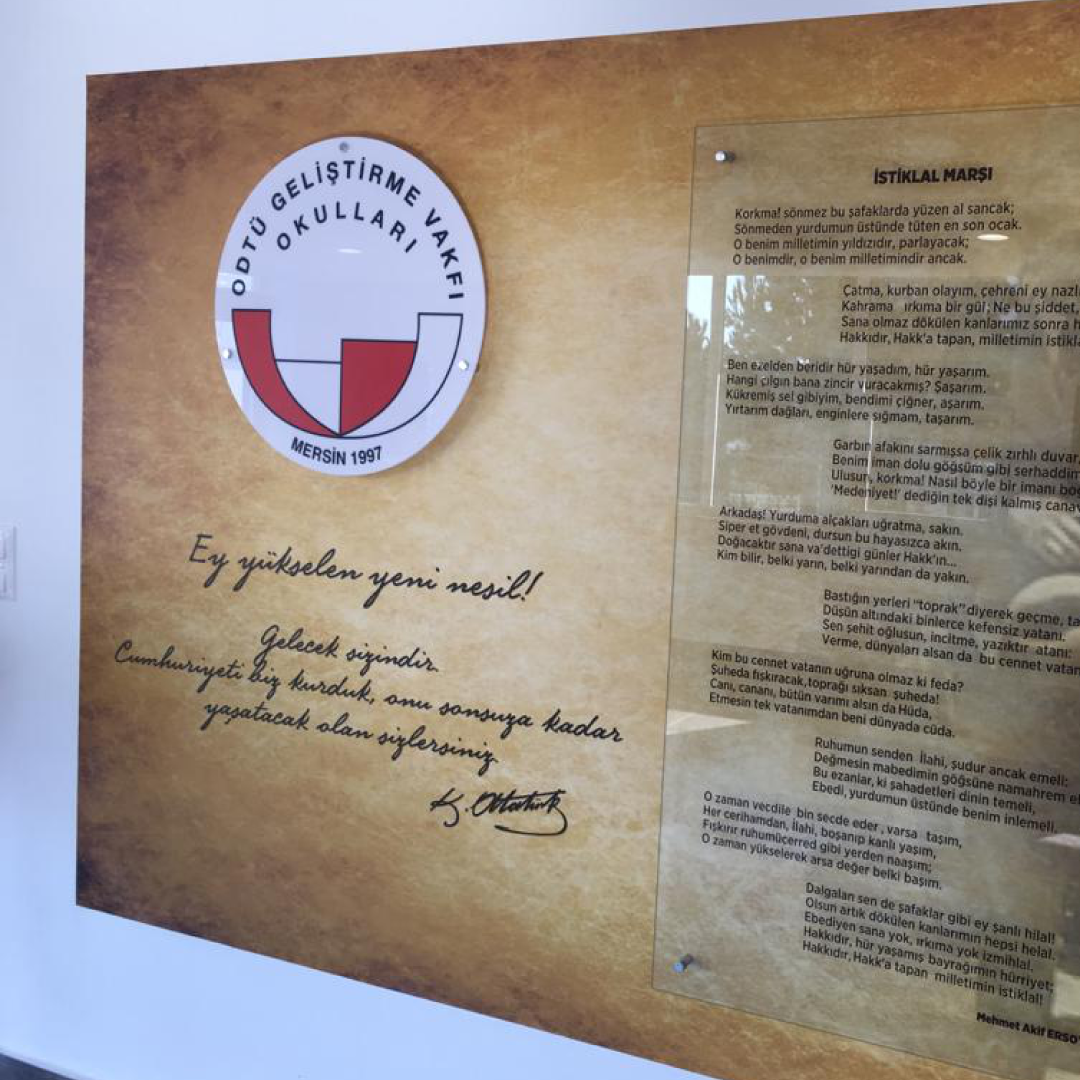 ODTÜ GELİŞTİRME VAKFI
OKULLARI
MERSİN 1997
Ey yükselen yeni nesil!
Gelecek sizindir.
Cumhuriyeti biz kurduk, onu sonsuza kadar
yaşatacak olan sizlersiniz.
K. Atatürk
İSTİKLAL MARŞI
Korkma! sönmez bu şafaklarda yüzen al sancak;
Sönmeden yurdumun üstünde tüten en son ocak.
O benim milletimin yıldızıdır, parlayacak;
O benimdir, o benim milletimindir ancak.
Çatma, kurban olayım, çehreni ey nazlı
Kahrama ırkıma bir gül; Ne bu şiddet,
Sana olmaz dökülen kanlarımız sonra
Hakkıdır, Hakk'a tapan, milletimin
Ben ezelden beridir hür yaşadım, hür yaşarım.
Hangi çılgın bana zincir vuracakmış? Şaşarım.
Kükremiş sel gibiyim, bendimi çiğner, aşarım.
Yırtarım dağları, enginlere sığmam, taşarım.
Garbın afakını sarmışsa çelik zırhlı duvar,
Benim iman dolu göğsüm gibi serhaddim
Ulusun, korkma! Nasıl böyle bir imanı
'Medeniyet!' dediğin tek dişi kalmış
Arkadaş! Yurduma alçakları uğratma, sakın.
Siper et gövdeni, dursun bu hayasızca akın.
Doğacaktır sana va'dettigi günler Hakk'ın...
Kim bilir, belki yarın, belki yarından da yakın.
Bastığın yerleri "toprak" diyerek geçme,
Düşün altındaki binlerce kefensiz yatanı.
Sen şehit oğlusun, incitme, yazıktır atanı:
Verme, dünyaları alsan da bu cennet
Kim bu cennet vatanın uğruna olmaz ki feda?
Şuheda fışkıracak,toprağı sıksan şuheda!
Canı, cananı, bütün varımı alsın da Hüda,
Etmesin tek vatanımdan beni dünyada cüda.
Ruhumun senden İlahi, şudur ancak emeli:
Değmesin mabedimin göğsüne namahrem
Bu ezanlar, ki şahadetleri dinin temeli,
Ebedi, yurdumun üstünde benim inlemeli.
O zaman vecdile bin secde eder, varsa taşım,
Her cerihamdan, İlahi, boşanıp kanlı yaşım,
Fışkırır ruhumücerred gibi yerden naaşım;
O zaman yükselerek arsa değer belki başım.
Dalgalan sen de şafaklar gibi ey şanlı hilal!
Olsun artık dökülen kanlarımın hepsi helal.
Ebediyen sana yok, ırkıma yok izmihlal.
Hakkıdır, hür yaşamış bayrağımın hürriyet;
Hakkıdır, Hakk'a tapan milletimin istiklal!
Mehmet Akif ERSO